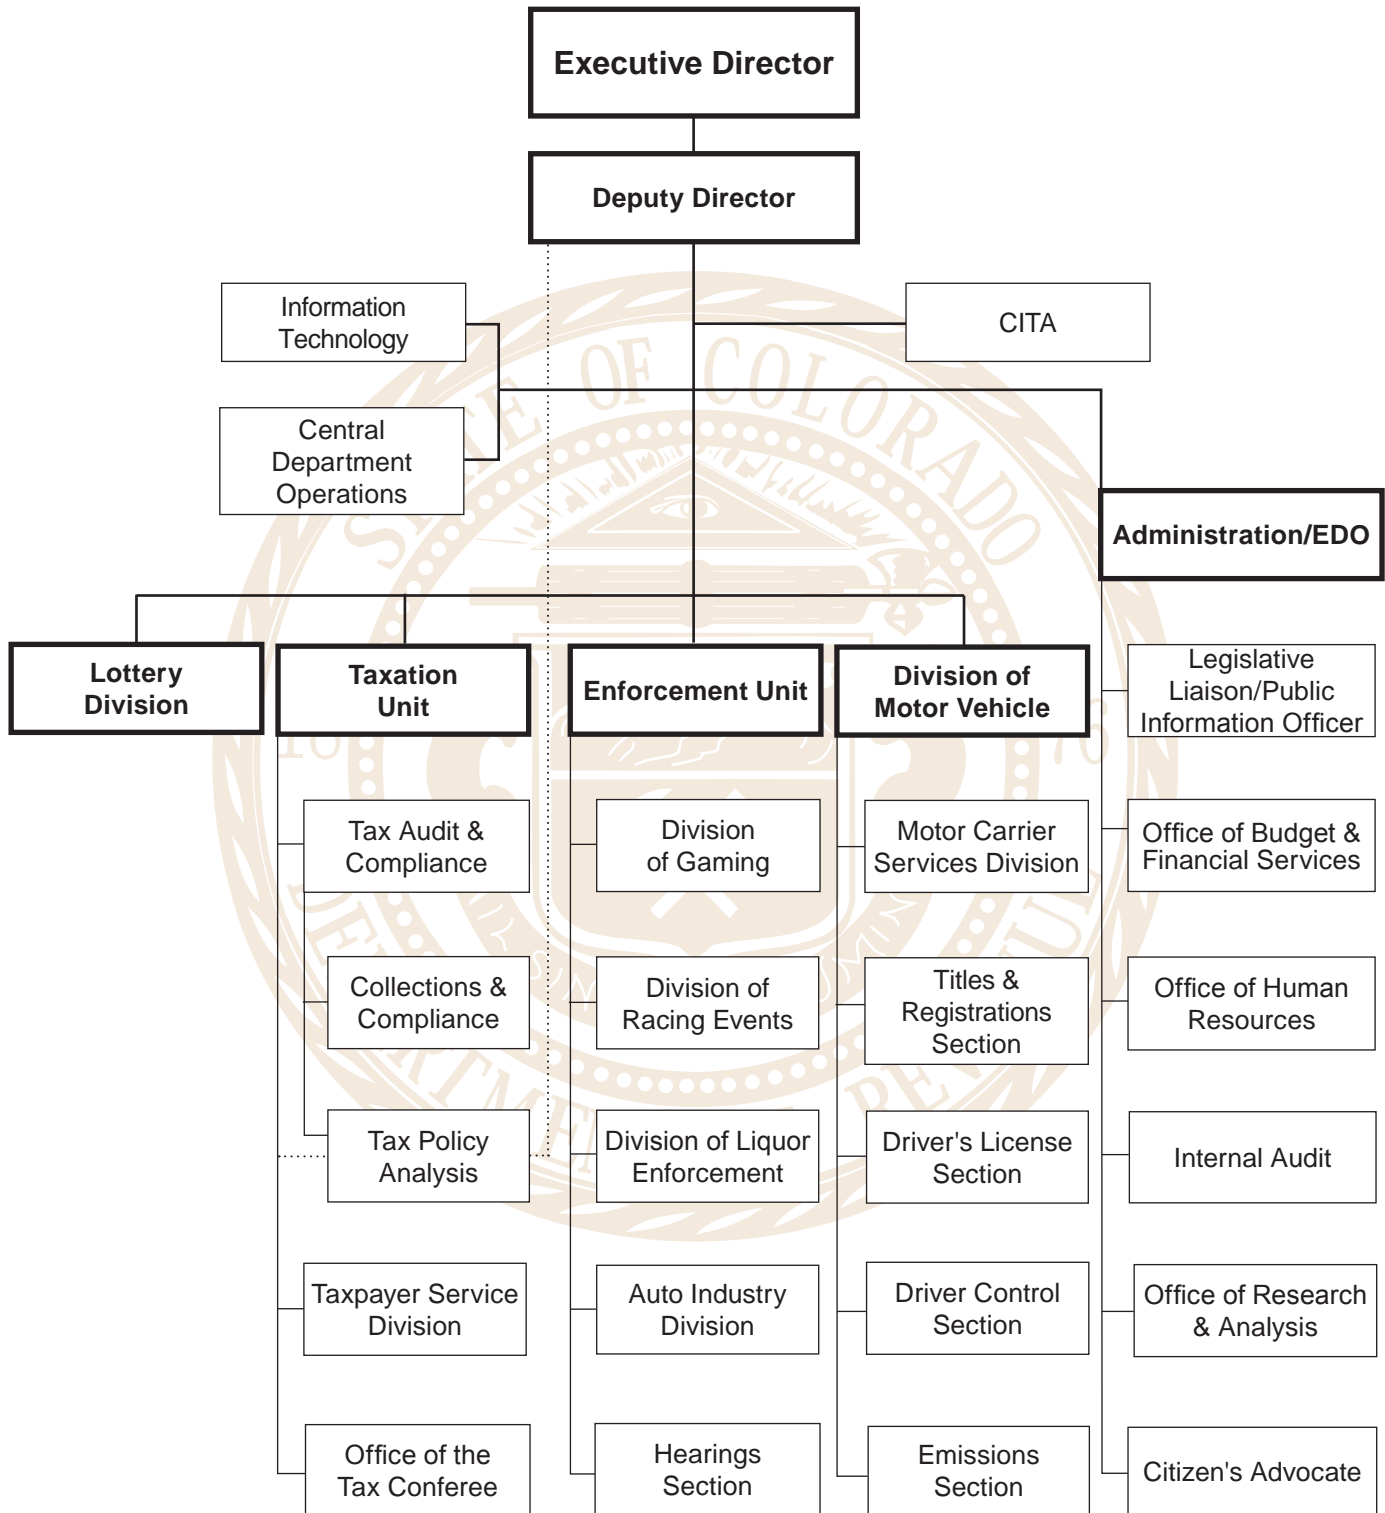 Executive Director
Deputy Director
Information
Technology
CITA
Central
Department
Operations
Administration/EDO
Lottery
Division
Taxation
Unit
Enforcement Unit
Division of
Motor Vehicle
Legislative
Liaison/Public
Information Officer
Tax Audit &
Compliance
Division
of Gaming
Motor Carrier
Services Division
Office of Budget &
Financial Services
Collections &
Compliance
Division of
Racing Events
Titles &
Registrations
Section
Office of Human
Resources
Tax Policy
Analysis
Division of Liquor
Enforcement
Driver's License
Section
Internal Audit
Taxpayer Service
Division
Auto Industry
Division
Driver Control
Section
Office of Research
& Analysis
Office of the
Tax Conferee
Hearings
Section
Emissions
Section
Citizen's Advocate
STATE OF COLORADO